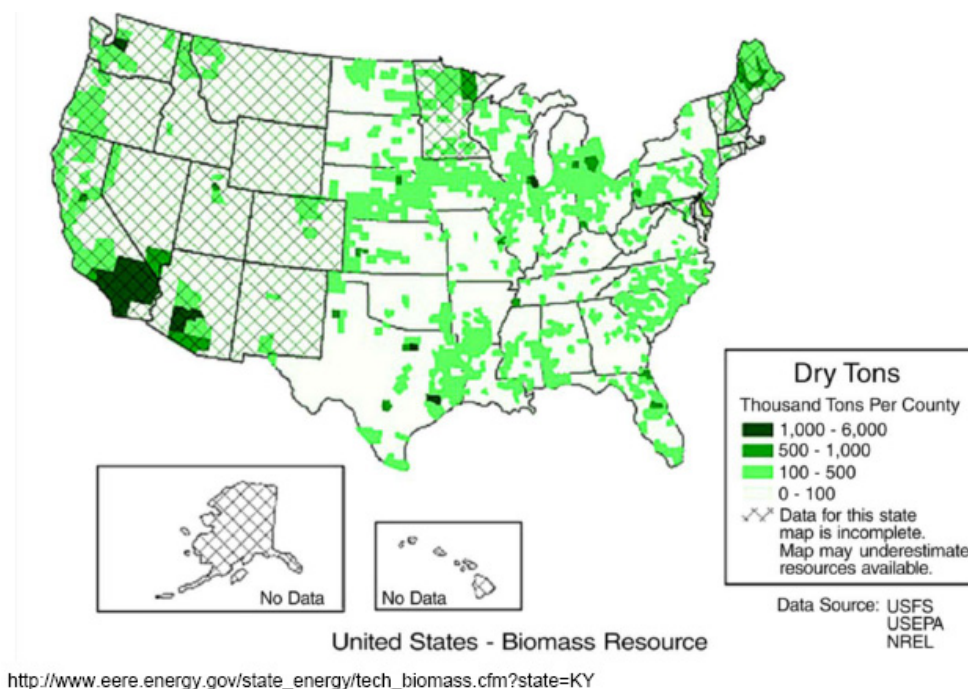 No Data
No Data
United States - Biomass Resource
Dry Tons
Thousand Tons Per County
1,000 - 6,000
500 - 1,000
100 - 500
0 - 100
Data for this state
map is incomplete.
Map may underestimate
resources available.
Data Source: USFS
USEPA
NREL
http://www.eere.energy.gov/state_energy/tech_biomass.cfm?state=KY